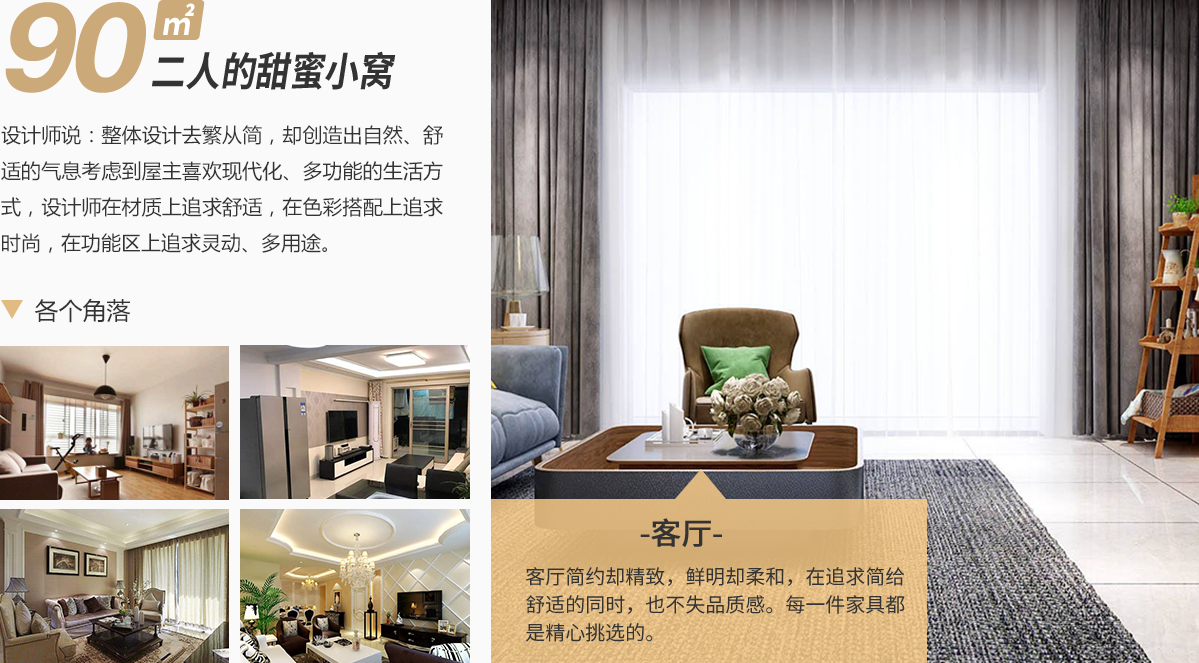 90㎡
二人的甜蜜小窝
设计师说：整体设计去繁从简，却创造出自然、舒
适的气息考虑到屋主喜欢现代化、多功能的生活方
式，设计师在材质上追求舒适，在色彩搭配上追求
时尚，在功能区上追求灵动、多用途。
各个角落
-客厅-
客厅简约却精致，鲜明却柔和，在追求简给
舒适的同时，也不失品质感。每一件家具都
是精心挑选的。